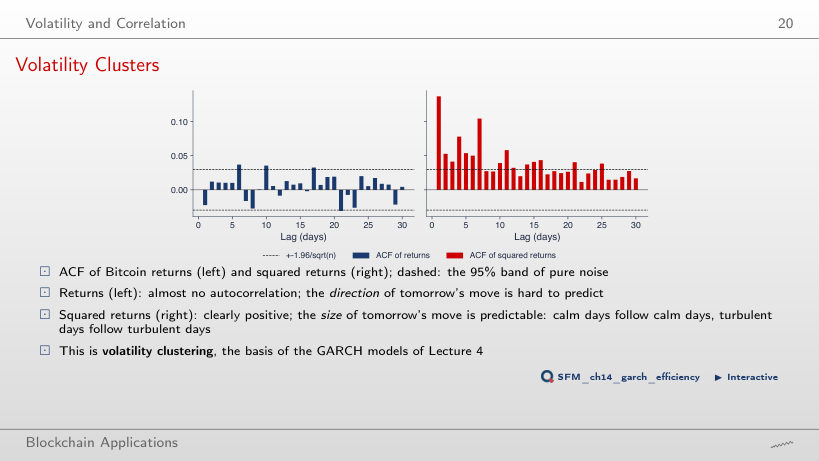 Volatility and Correlation
20
Volatility Clusters
0.10
0.05
0.00
0 5 10 15 20 25 30
Lag (days)
0 5 10 15 20 25 30
Lag (days)
+-1.96/sqrt(n) ACF of returns ACF of squared returns
ACF of Bitcoin returns (left) and squared returns (right); dashed: the 95% band of pure noise
Returns (left): almost no autocorrelation; the direction of tomorrow's move is hard to predict
Squared returns (right): clearly positive; the size of tomorrow's move is predictable: calm days follow calm days, turbulent
days follow turbulent days
This is volatility clustering, the basis of the GARCH models of Lecture 4
SFM_ch14_garch_efficiency ▶ Interactive
Blockchain Applications